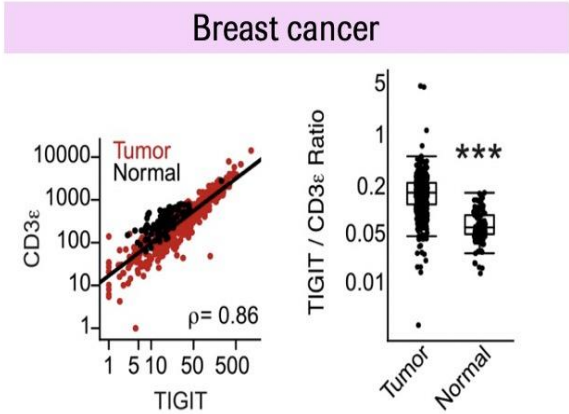 Breast cancer
CD3ε
10000
1000
100
10
1
Tumor
Normal
ρ= 0.86
1 5 10 50 500
TIGIT
TIGIT / CD3ε Ratio
5
1
0.2
0.05
0.01
***
Tumor
Normal